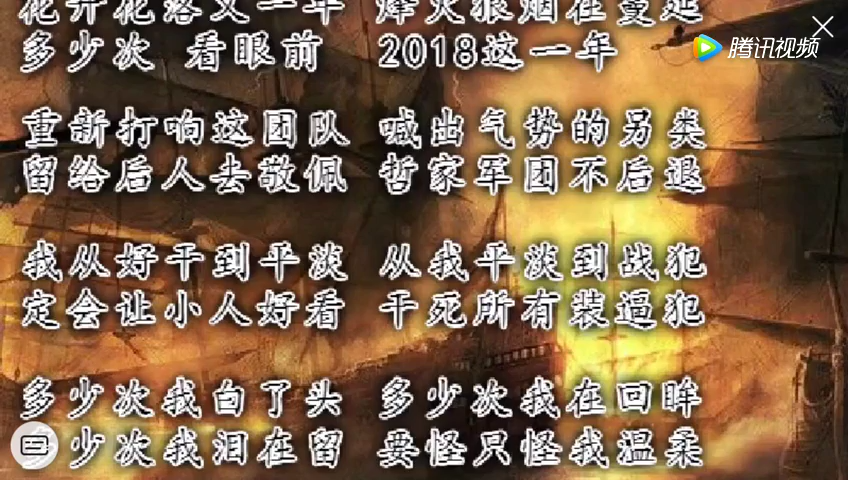 花开花落又一年 烽火狼烟在蔓延
多少次 看眼前 2018这一年
腾讯视频
重新打响这团队 喊出气势的另类
留给后人去敬佩 哲家军团不后退
我从好干到平淡 从我平淡到战犯
定会让小人好看 干死所有装逼犯
多少次我白了头 多少次我在回眸
多少次我泪在留 要怪只怪我温柔